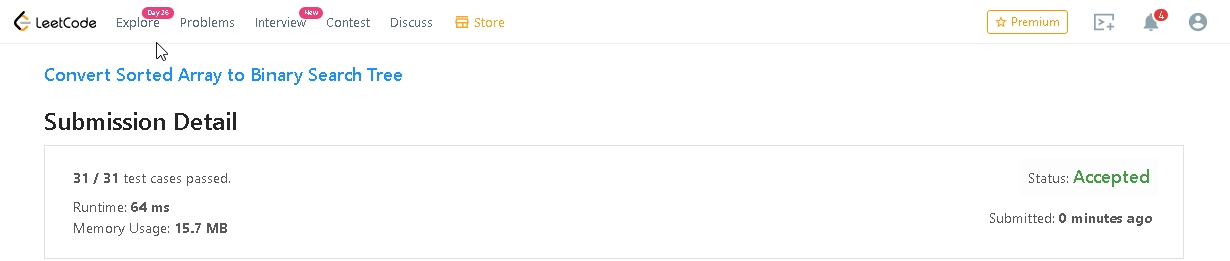 Day 26 New 4
LeetCode Explore Problems Interview Contest Discuss Store Premium
Convert Sorted Array to Binary Search Tree
Submission Detail
31 / 31 test cases passed. Status: Accepted
Runtime: 64 ms
Memory Usage: 15.7 MB Submitted: 0 minutes ago